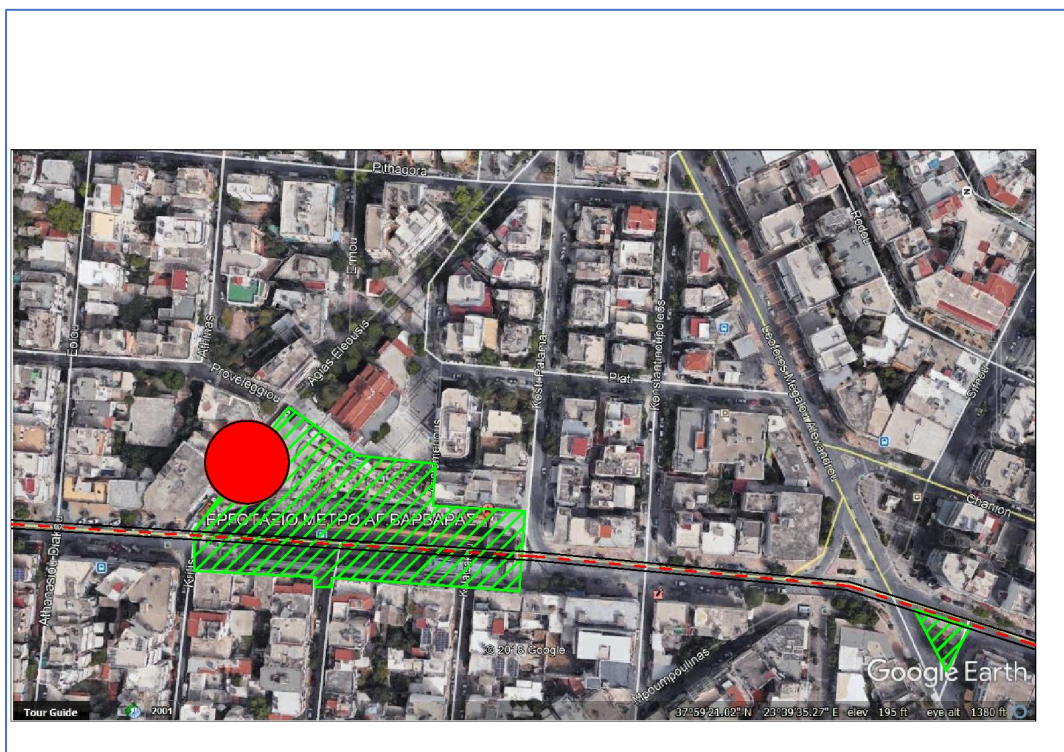 Pithagora
N
Rodou
Ermou
Eolou
Athinas
Agias Eleousis
Proveleggiou
Kosti Palama
Konstantinoupoleos
Plat.
Leoforos Megalou Alexandrou
Sifnou
Chanion
ΕΡΓΟΤΑΞΙΟ ΜΕΤΡΟ ΑΓ ΒΑΡΒΑΡΑΣ
Athanasiou Diakou
Kritis
© 2018 Google
Mpoumpoulinas
Google Earth
Tour Guide
2001
37°59'21.02" N 23°39'35.27" E elev 195 ft eye alt 1380 ft